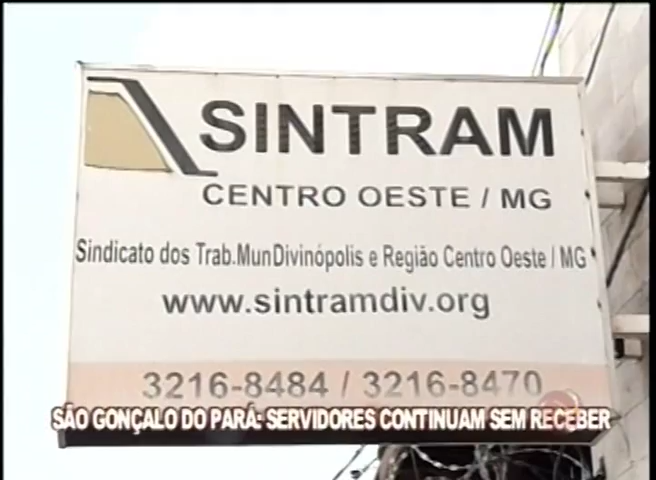 SINTRAM
CENTRO OESTE / MG
Sindicato dos Trab.MunDivinópolis e Região Centro Oeste / MG
www.sintramdiv.org
3216-8484 / 3216-8470
SÃO GONÇALO DO PARÁ: SERVIDORES CONTINUAM SEM RECEBER